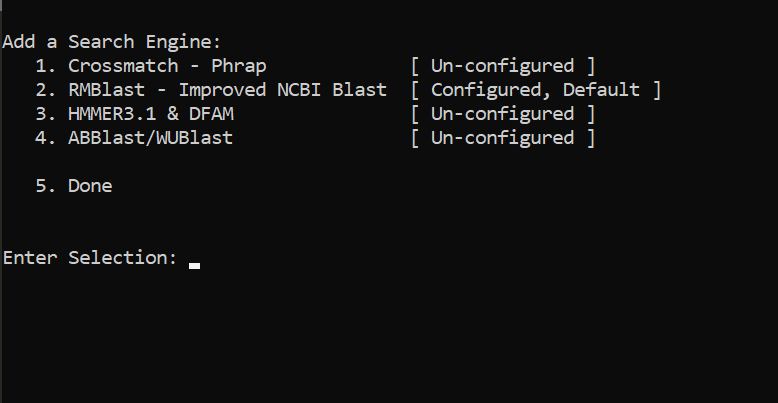 Add a Search Engine:
1. Crossmatch - Phrap [ Un-configured ]
2. RMBlast - Improved NCBI Blast [ Configured, Default ]
3. HMMER3.1 & DFAM [ Un-configured ]
4. ABBlast/WUBlast [ Un-configured ]
5. Done
Enter Selection: